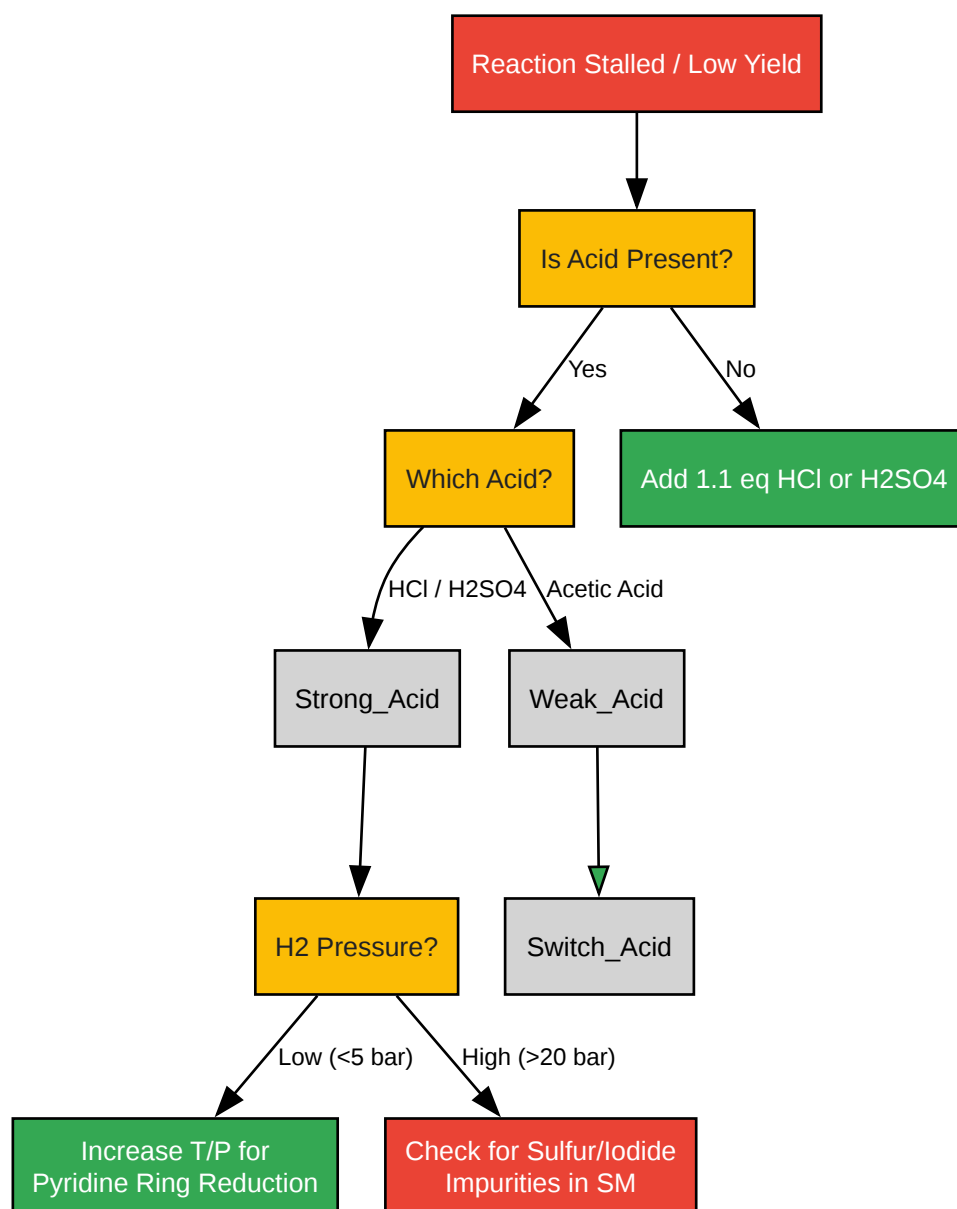 Reaction Stalled / Low Yield
Is Acid Present?
Yes
No
Which Acid?
Add 1.1 eq HCl or H2SO4
HCl / H2SO4
Acetic Acid
Strong_Acid
Weak_Acid
H2 Pressure?
Switch_Acid
Low (<5 bar)
High (>20 bar)
Increase T/P for
Pyridine Ring Reduction
Check for Sulfur/Iodide
Impurities in SM